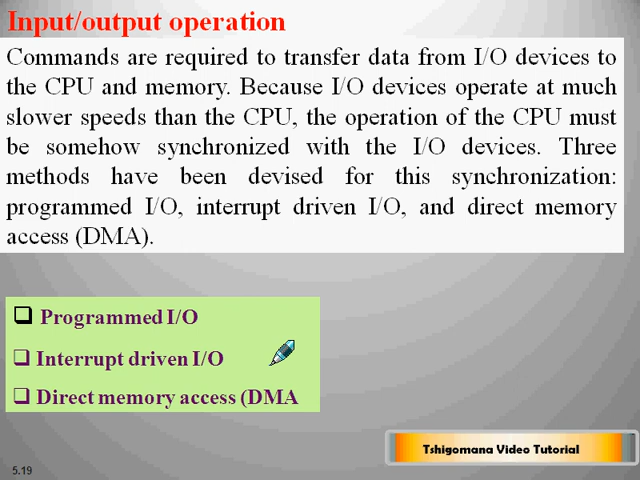 Input/output operation
Commands are required to transfer data from I/O devices to
the CPU and memory. Because I/O devices operate at much
slower speeds than the CPU, the operation of the CPU must
be somehow synchronized with the I/O devices. Three
methods have been devised for this synchronization:
programmed I/O, interrupt driven I/O, and direct memory
access (DMA).
Programmed I/O
Interrupt driven I/O
Direct memory access (DMA
Tshigomana Video Tutorial
5.19